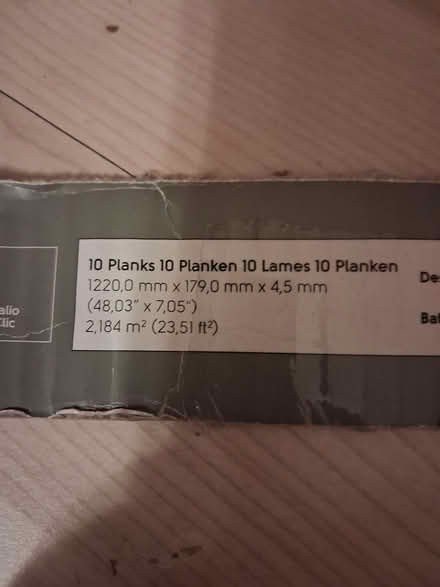 10 Planks 10 Planken 10 Lames 10 Planken
1220,0 mm x 179,0 mm x 4,5 mm
(48,03" x 7,05")
2,184 m² (23,51 ft²)